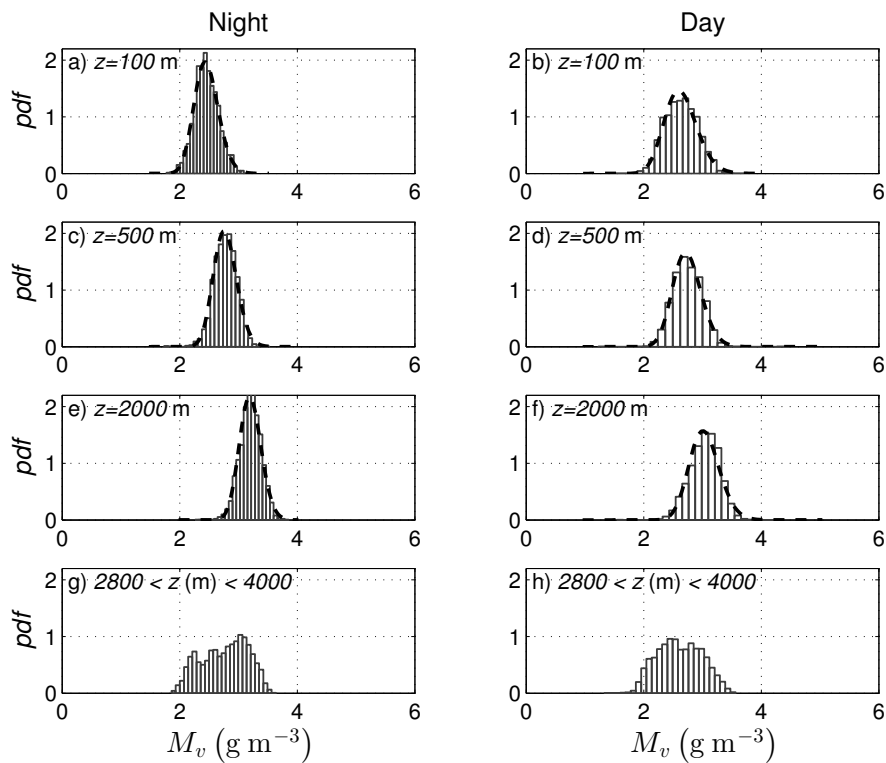 Night Day
a) z=100 m b) z=100 m
pdf
2
1
0
0 2 4 6
2
1
0
0 2 4 6
c) z=500 m d) z=500 m
pdf
2
1
0
0 2 4 6
2
1
0
0 2 4 6
e) z=2000 m f) z=2000 m
pdf
2
1
0
0 2 4 6
2
1
0
0 2 4 6
g) 2800 < z (m) < 4000 h) 2800 < z (m) < 4000
pdf
2
1
0
0 2 4 6
2
1
0
0 2 4 6
M_v (g m⁻³) M_v (g m⁻³)